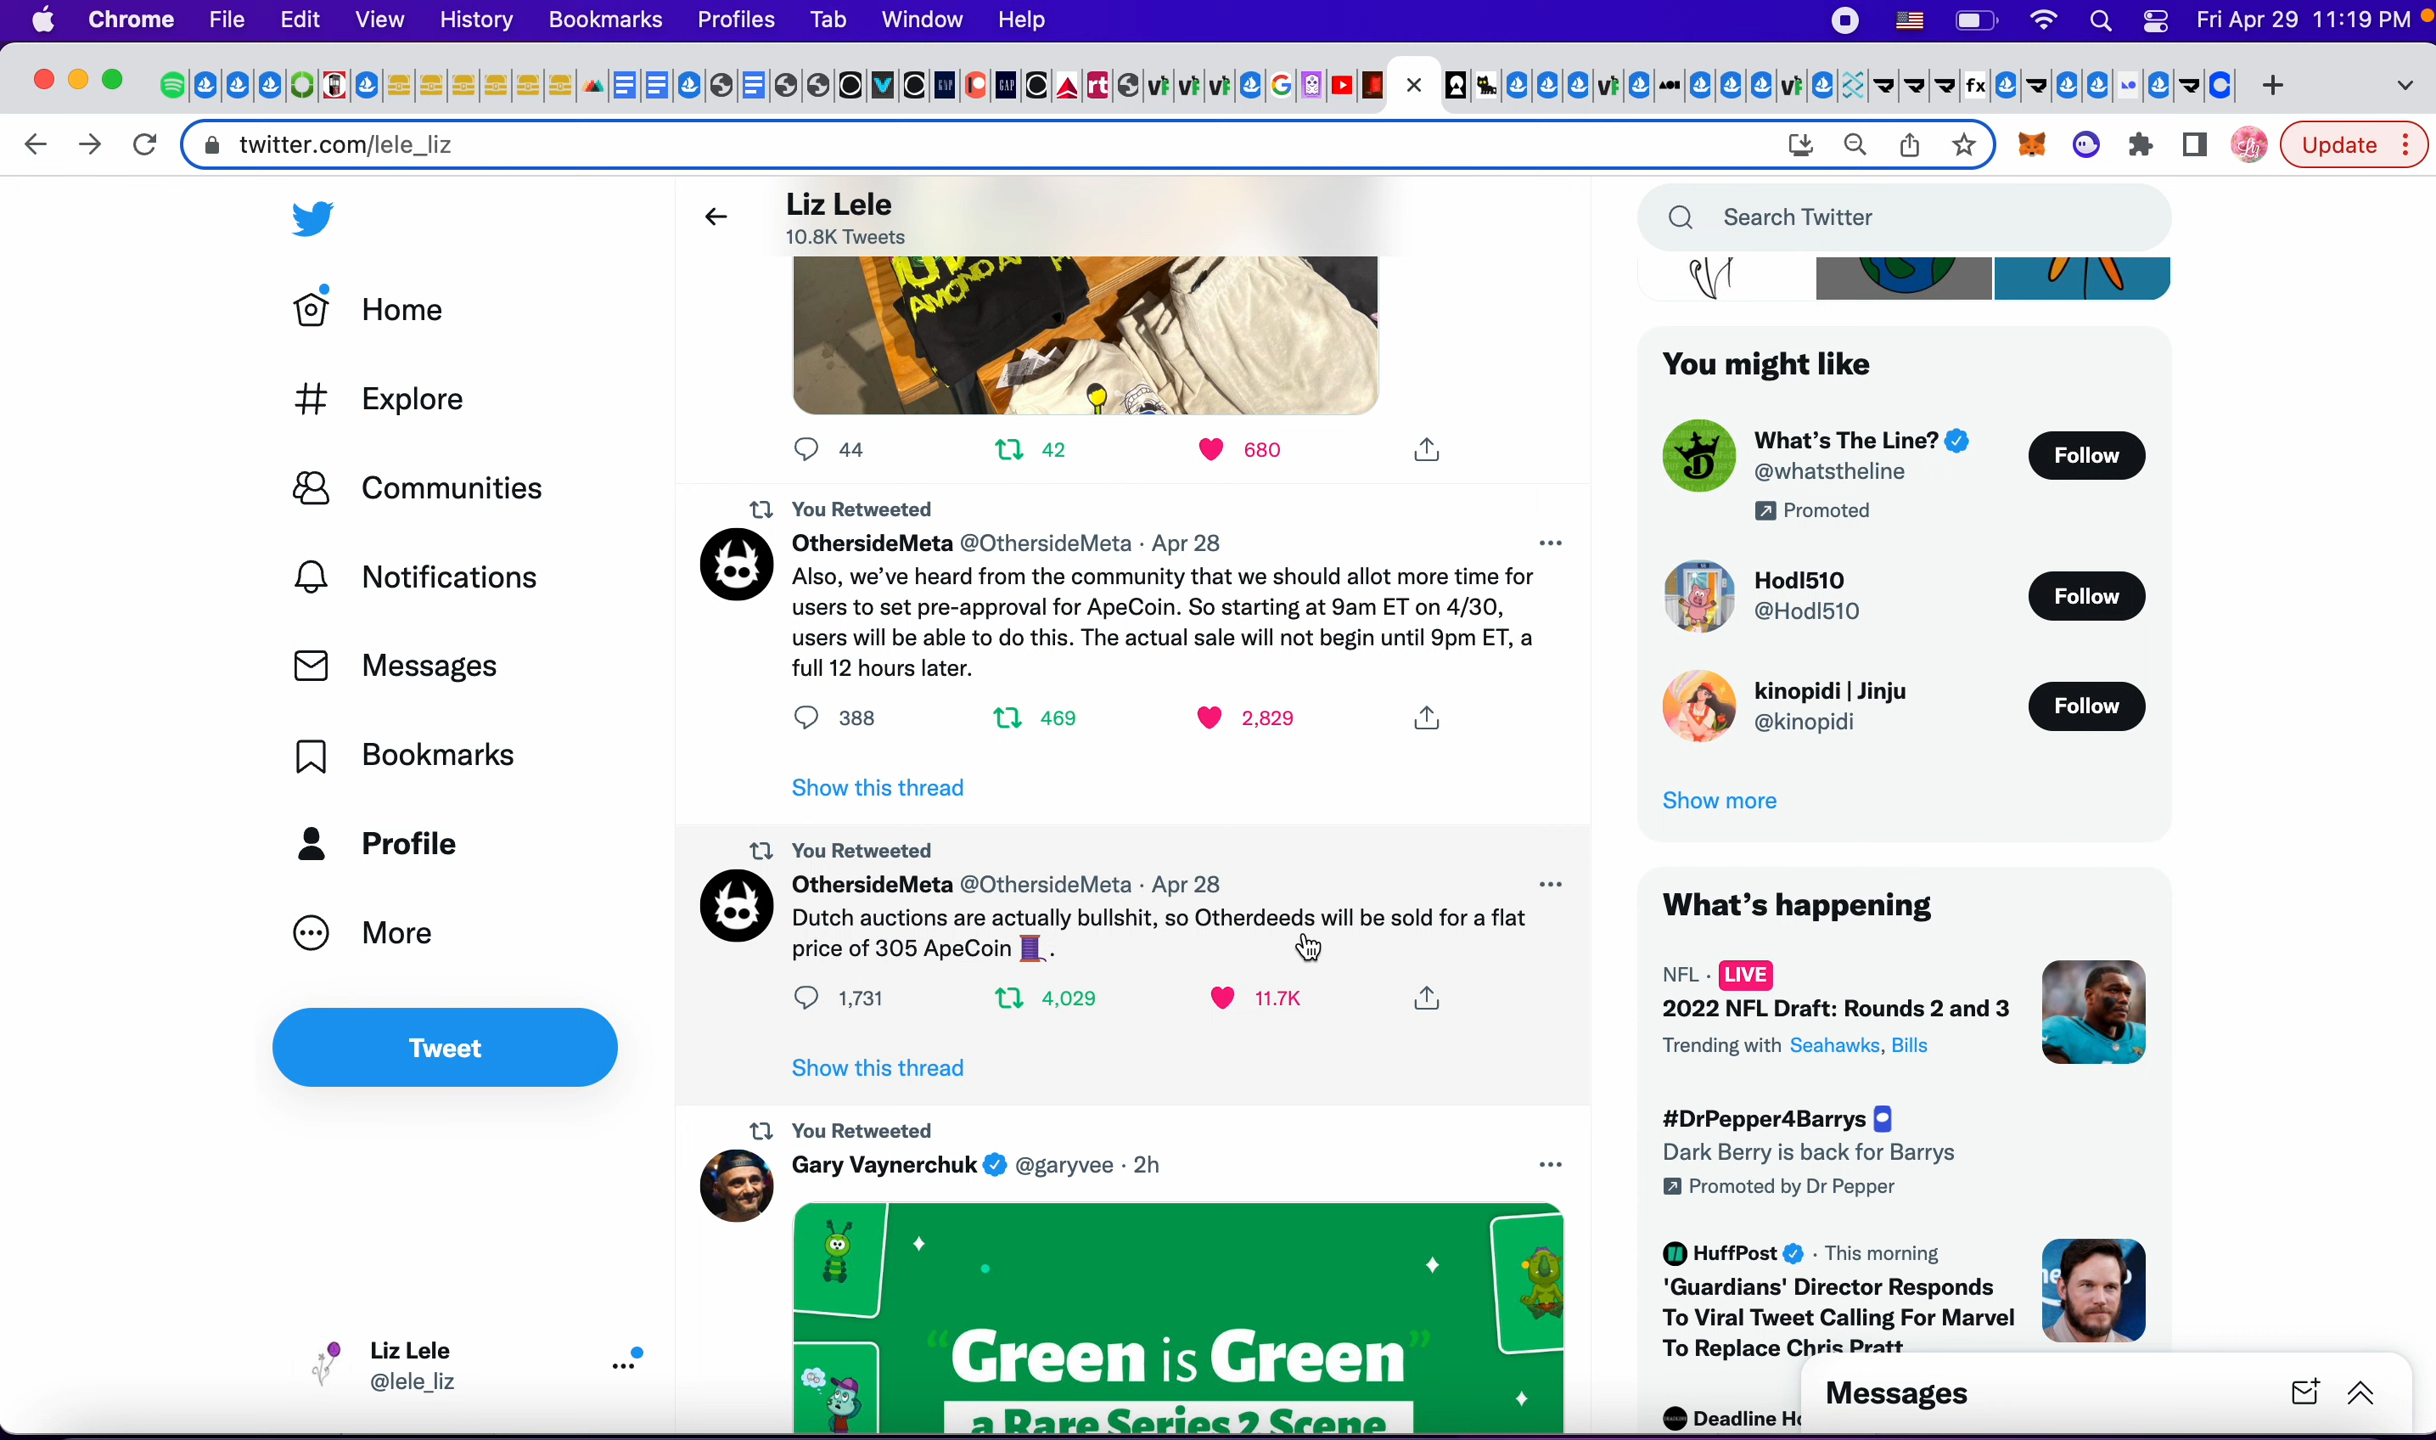 Chrome File Edit View History Bookmarks Profiles Tab Window Help Fri Apr 29 11:19 PM
twitter.com/lele_liz
Update
Liz Lele
10.8K Tweets
Search Twitter
Home
Explore
Communities
Notifications
Messages
Bookmarks
Profile
More
Tweet
Liz Lele
@lele_liz
44 42 680
You Retweeted
OthersideMeta @OthersideMeta · Apr 28
Also, we've heard from the community that we should allot more time for
users to set pre-approval for ApeCoin. So starting at 9am ET on 4/30,
users will be able to do this. The actual sale will not begin until 9pm ET, a
full 12 hours later.
388 469 2,829
Show this thread
You Retweeted
OthersideMeta @OthersideMeta · Apr 28
Dutch auctions are actually bullshit, so Otherdeeds will be sold for a flat
price of 305 ApeCoin 🧵.
1,731 4,029 11.7K
Show this thread
You Retweeted
Gary Vaynerchuk @garyvee · 2h
"Green is Green"
a Rare Series 2 Scene
You might like
What's The Line?
@whatstheline
Promoted
Follow
Hodl510
@Hodl510
Follow
kinopidi | Jinju
@kinopidi
Follow
Show more
What's happening
NFL · LIVE
2022 NFL Draft: Rounds 2 and 3
Trending with Seahawks, Bills
#DrPepper4Barrys
Dark Berry is back for Barrys
Promoted by Dr Pepper
HuffPost · This morning
'Guardians' Director Responds
To Viral Tweet Calling For Marvel
To Replace Chris Pratt
Deadline
Messages